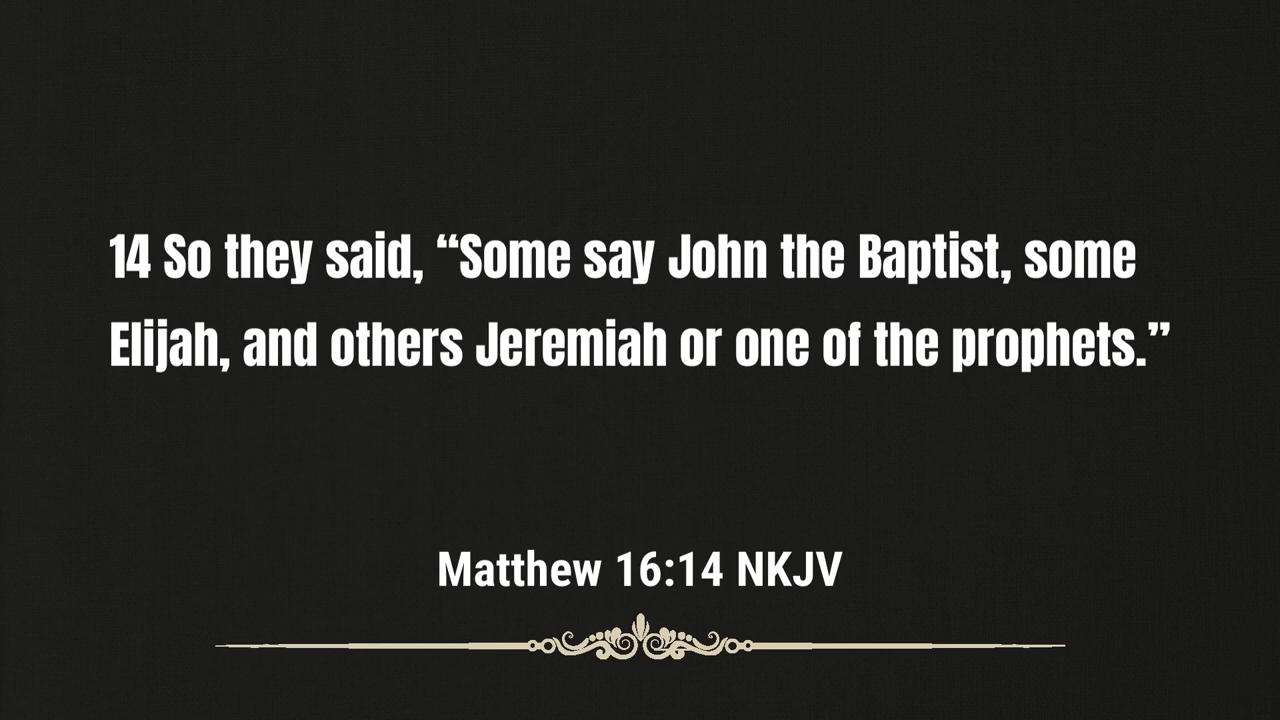 14 So they said, “Some say John the Baptist, some
Elijah, and others Jeremiah or one of the prophets.”
Matthew 16:14 NKJV